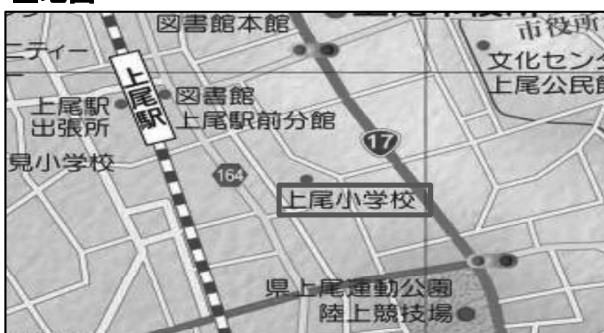 図書館本館
市役所
ニティー
文化センタ
上尾公民館
上尾駅
図書館
上尾駅前分館
上尾駅
出張所
17
見小学校
164
上尾小学校
県上尾運動公園
陸上競技場